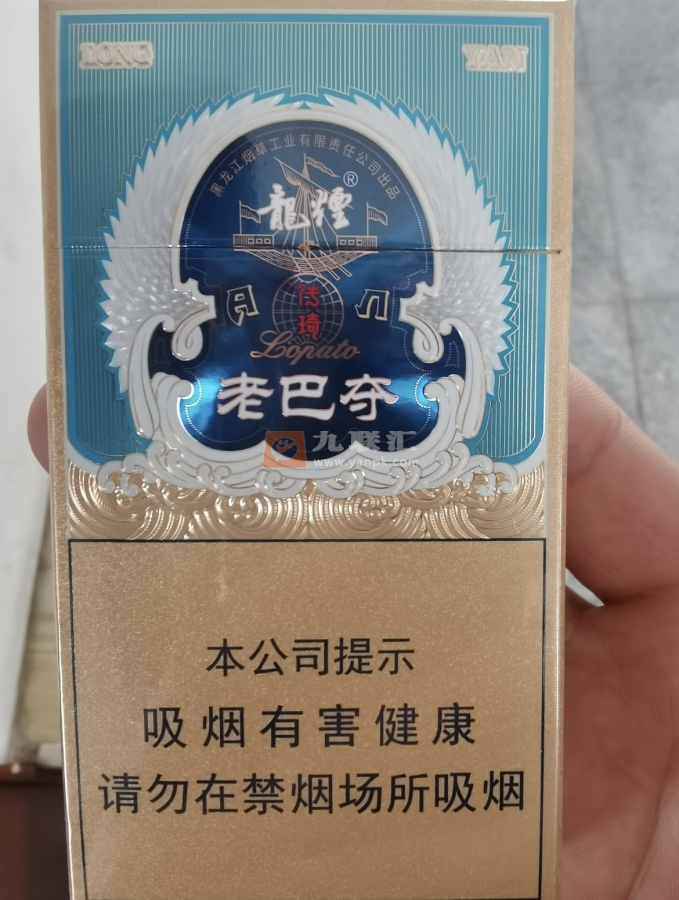 LONG YAN
黑龙江烟草工业有限责任公司出品
龍煙®
传
琦
Lopato
老巴夺
九联汇
www.yanpk.com
本公司提示
吸烟有害健康
请勿在禁烟场所吸烟